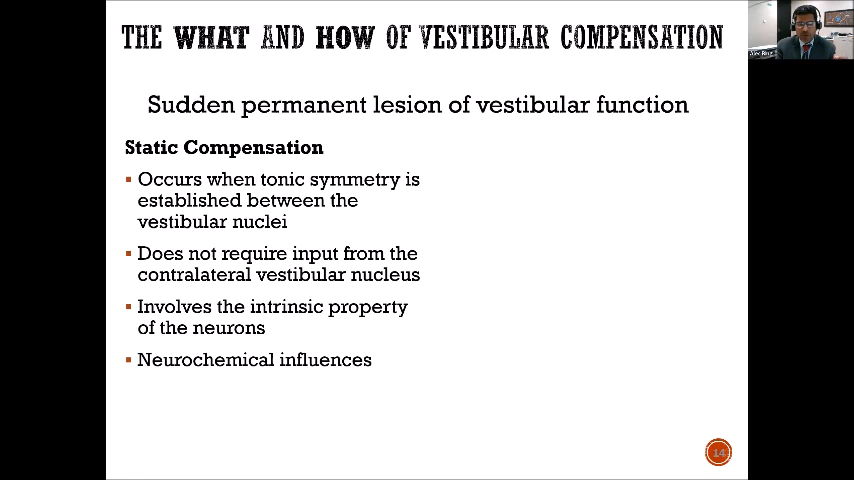 THE WHAT AND HOW OF VESTIBULAR COMPENSATION
Sudden permanent lesion of vestibular function
Static Compensation
▪ Occurs when tonic symmetry is
established between the
vestibular nuclei
▪ Does not require input from the
contralateral vestibular nucleus
▪ Involves the intrinsic property
of the neurons
▪ Neurochemical influences
14